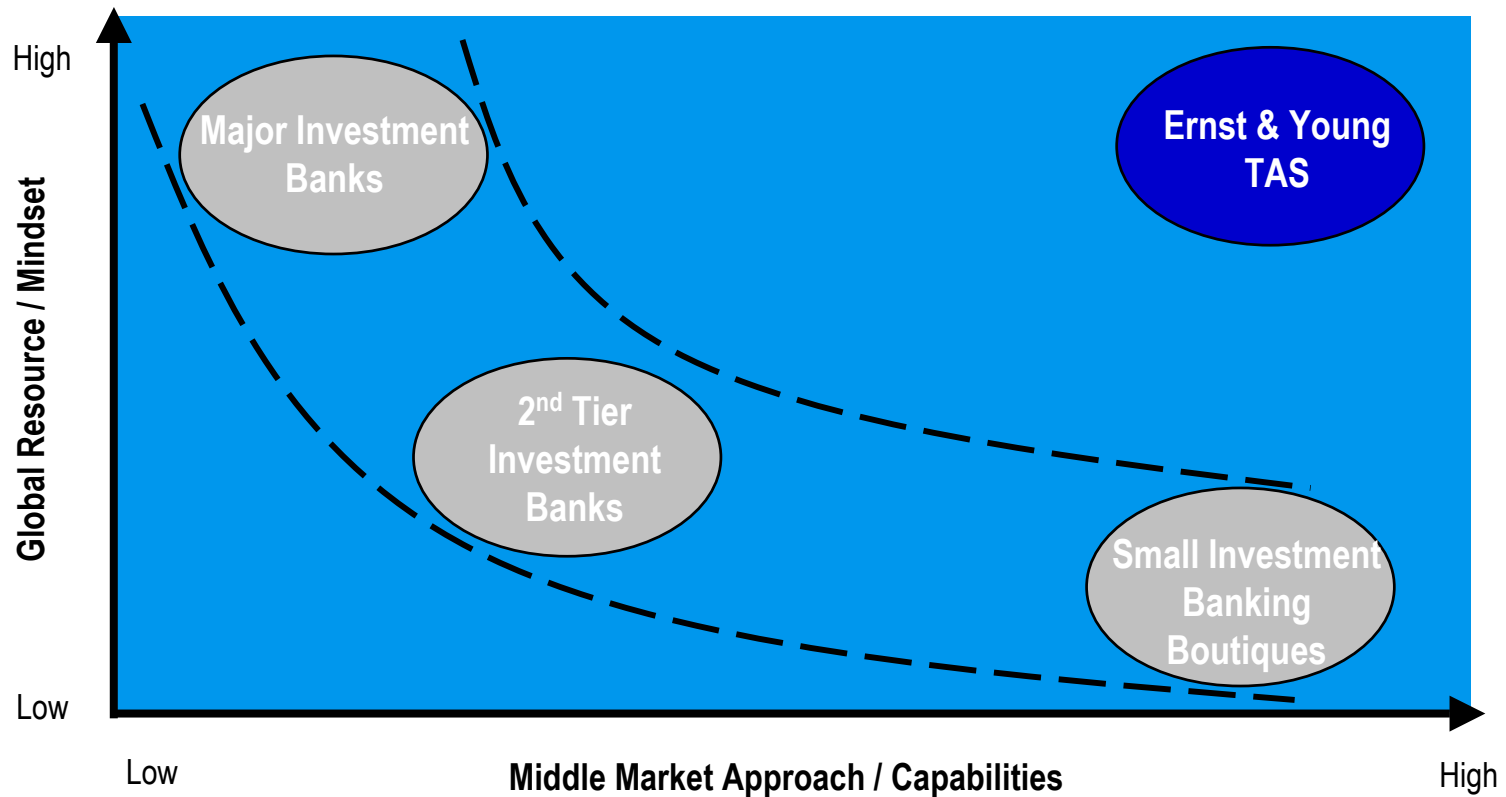 High
Major Investment
Banks
Ernst & Young
TAS
Global Resource / Mindset
2nd Tier
Investment
Banks
Small Investment
Banking
Boutiques
Low
Low
Middle Market Approach / Capabilities
High